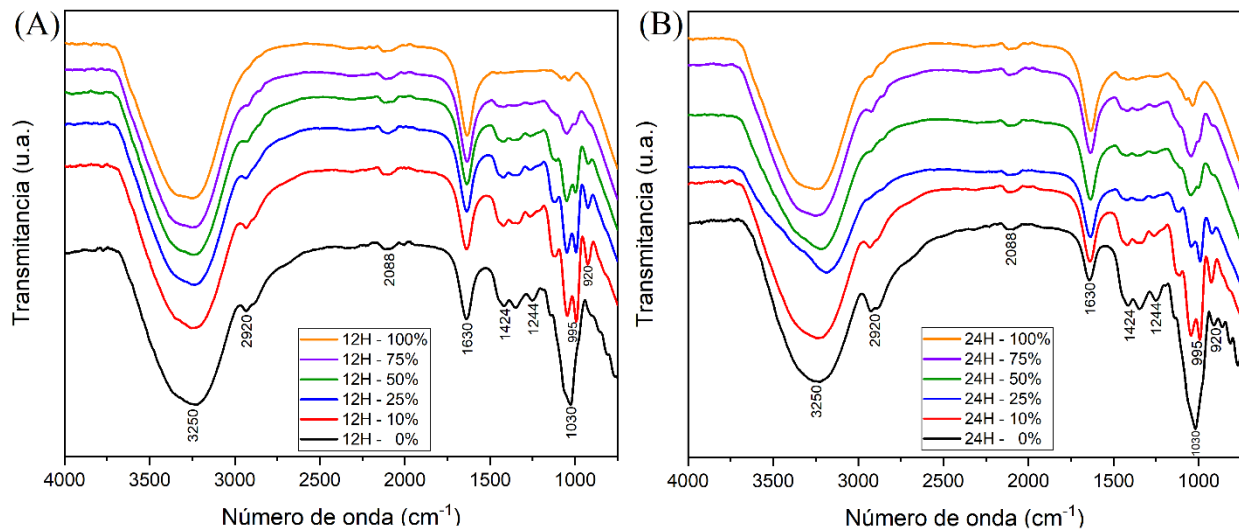 (A)
Transmitancia (u.a.)
2088
920
2920
1630
1424
1244
995
12H - 100%
12H - 75%
12H - 50%
12H - 25%
12H - 10%
12H - 0%
3250
1030
4000 3500 3000 2500 2000 1500 1000
Número de onda (cm⁻¹)
(B)
Transmitancia (u.a.)
2088
1630
2920
1424
1244
995
920
24H - 100%
24H - 75%
24H - 50%
24H - 25%
24H - 10%
24H - 0%
3250
1030
4000 3500 3000 2500 2000 1500 1000
Número de onda (cm⁻¹)